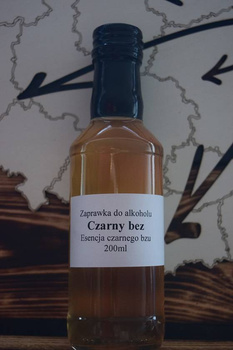 Zaprawka do alkoholu
Czarny bez
Esencja czarnego bzu
200ml